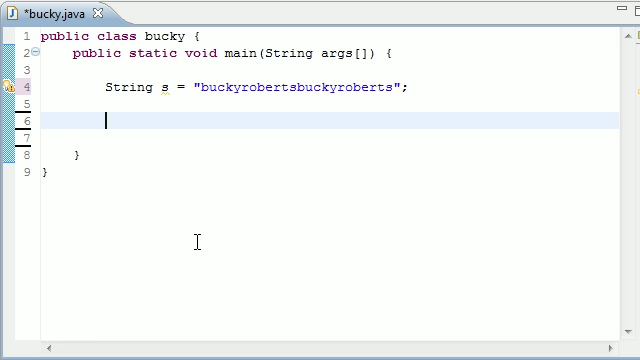 *bucky.java
1 public class bucky {
2 public static void main(String args[]) {
3
4 String s = "buckyrobertsbuckyroberts";
5
6
7
8 }
9 }